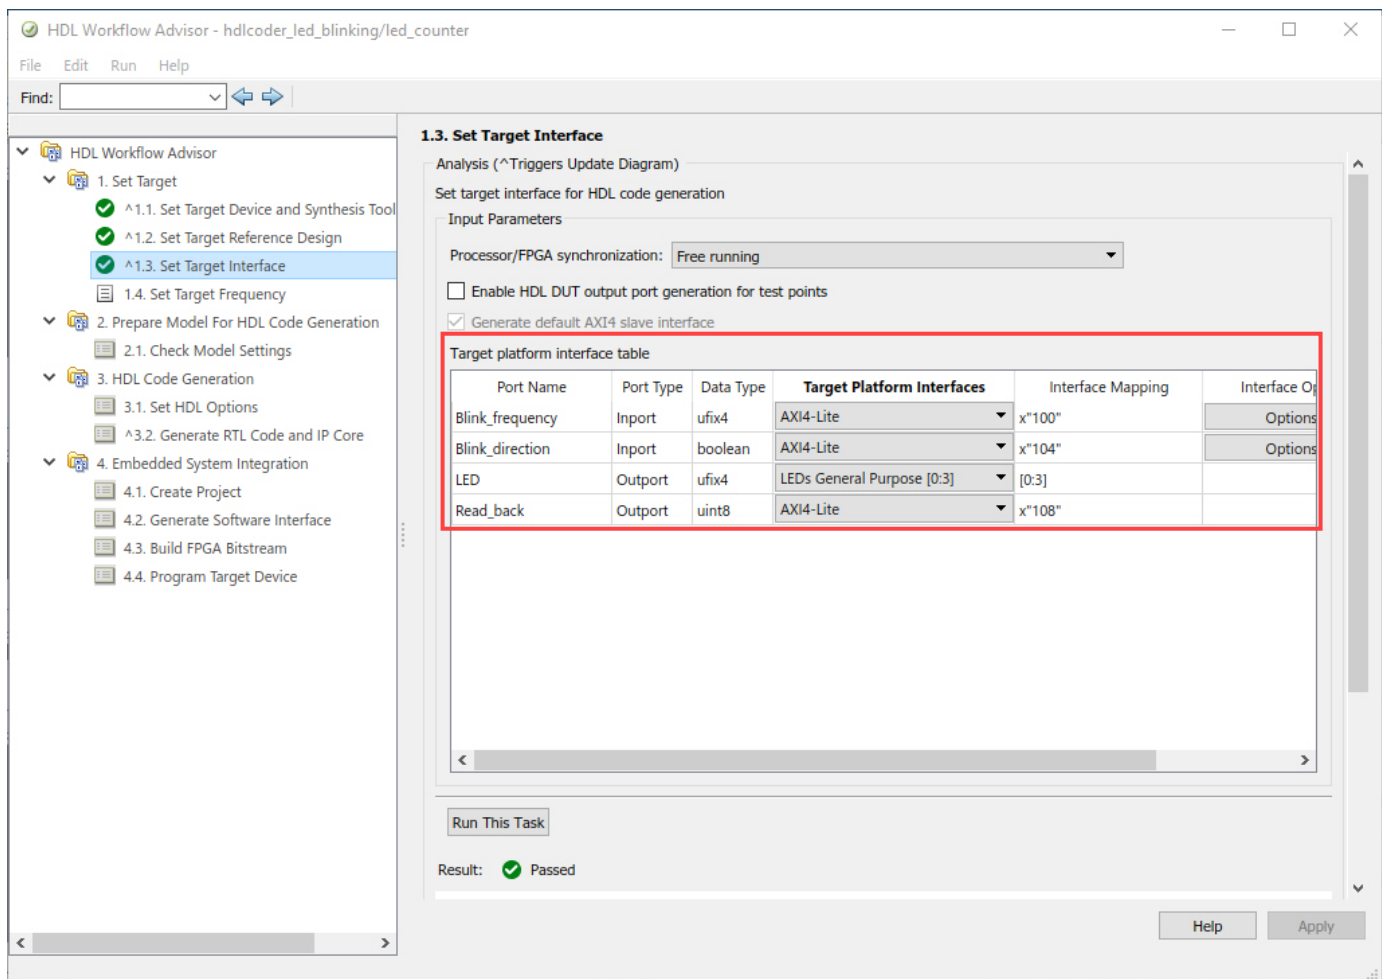 HDL Workflow Advisor - hdlcoder_led_blinking/led_counter
File Edit Run Help
Find:
HDL Workflow Advisor
1. Set Target
^1.1. Set Target Device and Synthesis Tool
^1.2. Set Target Reference Design
^1.3. Set Target Interface
1.4. Set Target Frequency
2. Prepare Model For HDL Code Generation
2.1. Check Model Settings
3. HDL Code Generation
3.1. Set HDL Options
^3.2. Generate RTL Code and IP Core
4. Embedded System Integration
4.1. Create Project
4.2. Generate Software Interface
4.3. Build FPGA Bitstream
4.4. Program Target Device
1.3. Set Target Interface
Analysis (^Triggers Update Diagram)
Set target interface for HDL code generation
Input Parameters
Processor/FPGA synchronization: Free running
Enable HDL DUT output port generation for test points
Generate default AXI4 slave interface
Target platform interface table
Port Name Port Type Data Type Target Platform Interfaces Interface Mapping Interface Op
Blink_frequency Inport ufix4 AXI4-Lite x"100" Options
Blink_direction Inport boolean AXI4-Lite x"104" Options
LED Outport ufix4 LEDs General Purpose [0:3] [0:3]
Read_back Outport uint8 AXI4-Lite x"108"
Run This Task
Result: Passed
Help Apply